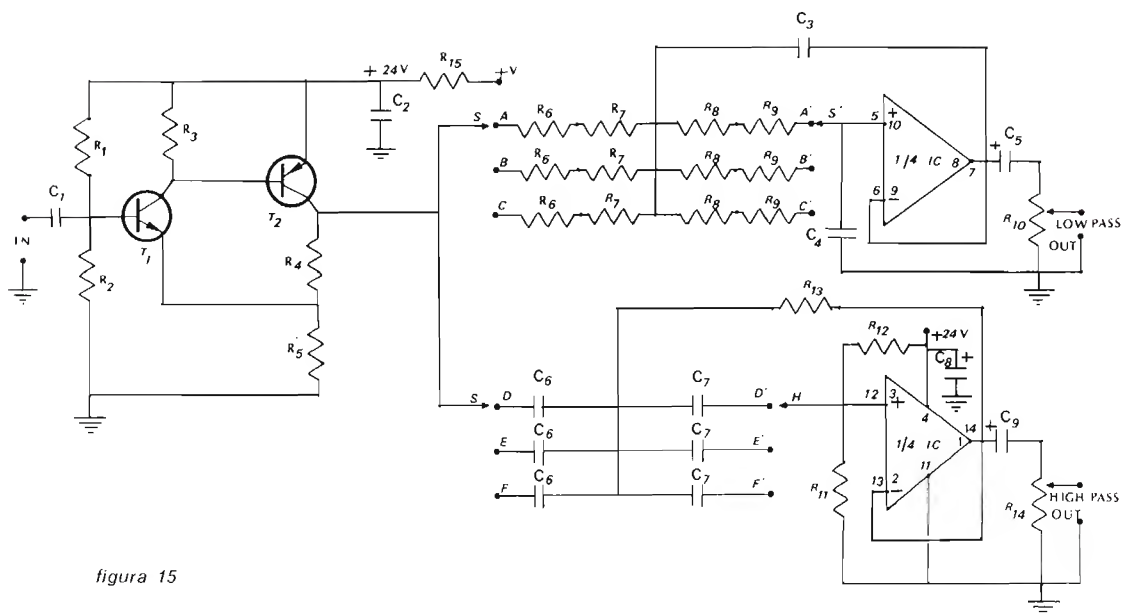 C3
+ 24V R15 +V
C2
S A R6 R7 R8 R9 A' S' 5 + 10 1/4 IC 8 7 + C5
R1 R3
B R6 R7 R8 R9 B' 6 9 −
C1 T2
C R6 R7 R8 R9 C' C4 R10 LOW PASS OUT
IN T1 R4
R2
R13
R5
R12 +24V
C8 +
S D C6 C7 D' H 12 3 + 4 1/4 IC 14 1 + C9
E C6 C7 E' 11
F C6 C7 F' R11 13 2 − R14 HIGH PASS OUT
figura 15